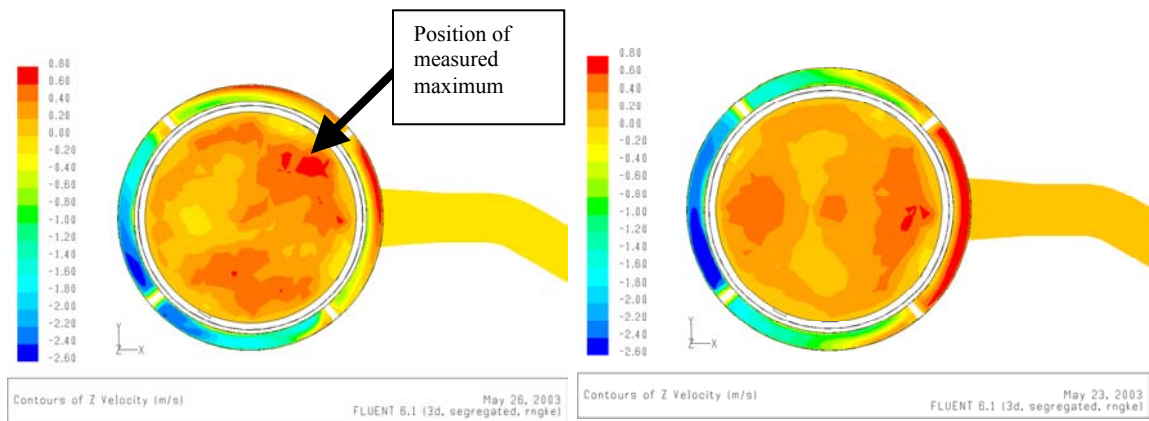 Position of
measured
maximum
0.80
0.60
0.40
0.20
0.00
-0.20
-0.40
-0.60
-0.80
-1.00
-1.20
-1.40
-1.60
-1.80
-2.00
-2.20
-2.40
-2.60
Y
Z X
Contours of Z Velocity (m/s)
May 26, 2003
FLUENT 6.1 (3d, segregated, rngke)
0.80
0.60
0.40
0.20
0.00
-0.20
-0.40
-0.60
-0.80
-1.00
-1.20
-1.40
-1.60
-1.80
-2.00
-2.20
-2.40
-2.60
Y
Z X
Contours of Z Velocity (m/s)
May 23, 2003
FLUENT 6.1 (3d, segregated, rngke)